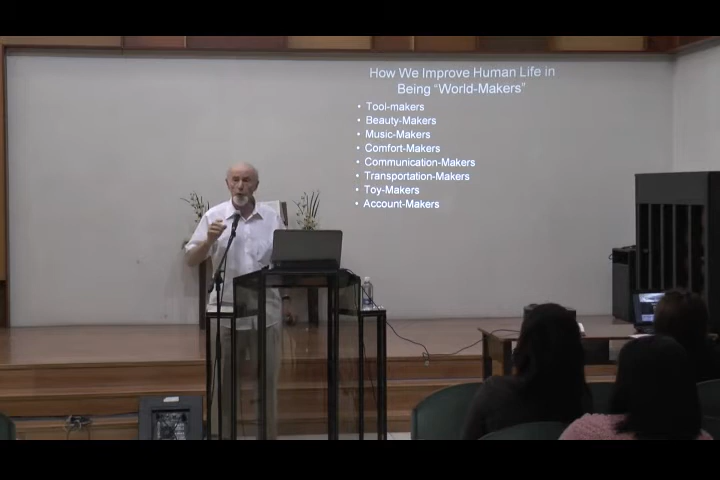 How We Improve Human Life in
Being “World-Makers”
• Tool-makers
• Beauty-Makers
• Music-Makers
• Comfort-Makers
• Communication-Makers
• Transportation-Makers
• Toy-Makers
• Account-Makers